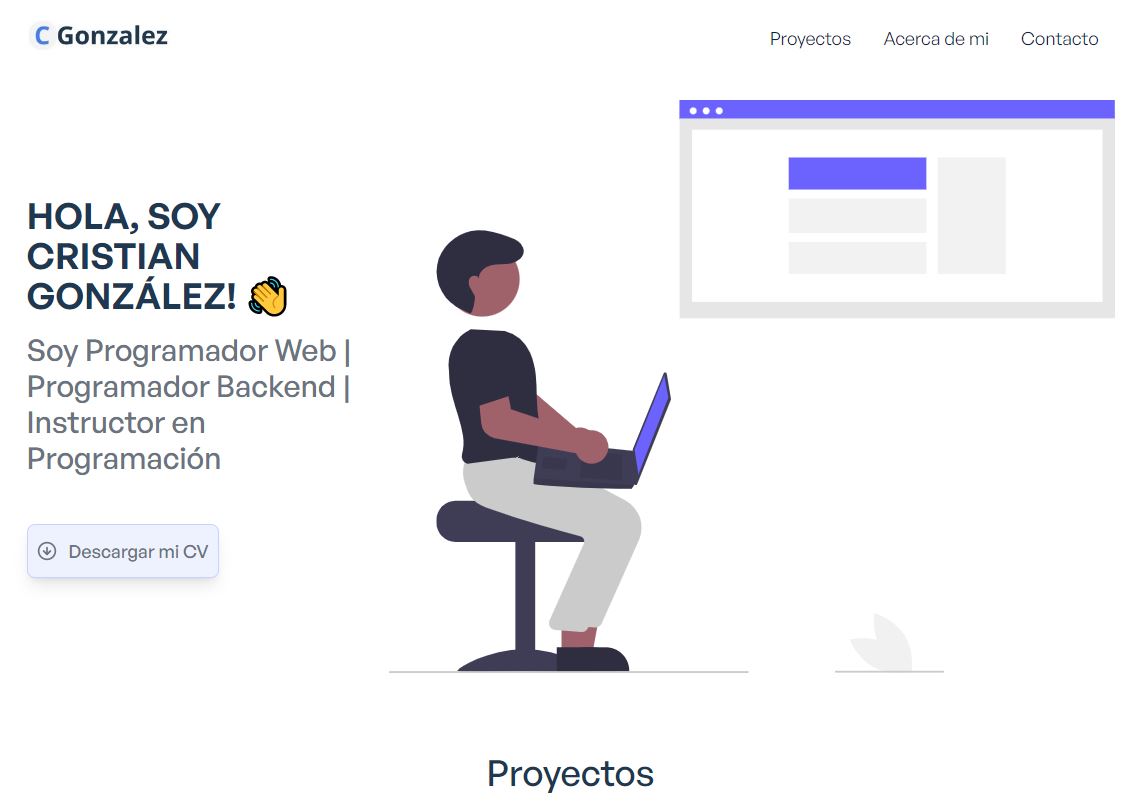 C Gonzalez
Proyectos
Acerca de mi
Contacto
HOLA, SOY
CRISTIAN
GONZÁLEZ! 👋
Soy Programador Web |
Programador Backend |
Instructor en
Programación
Descargar mi CV
Proyectos